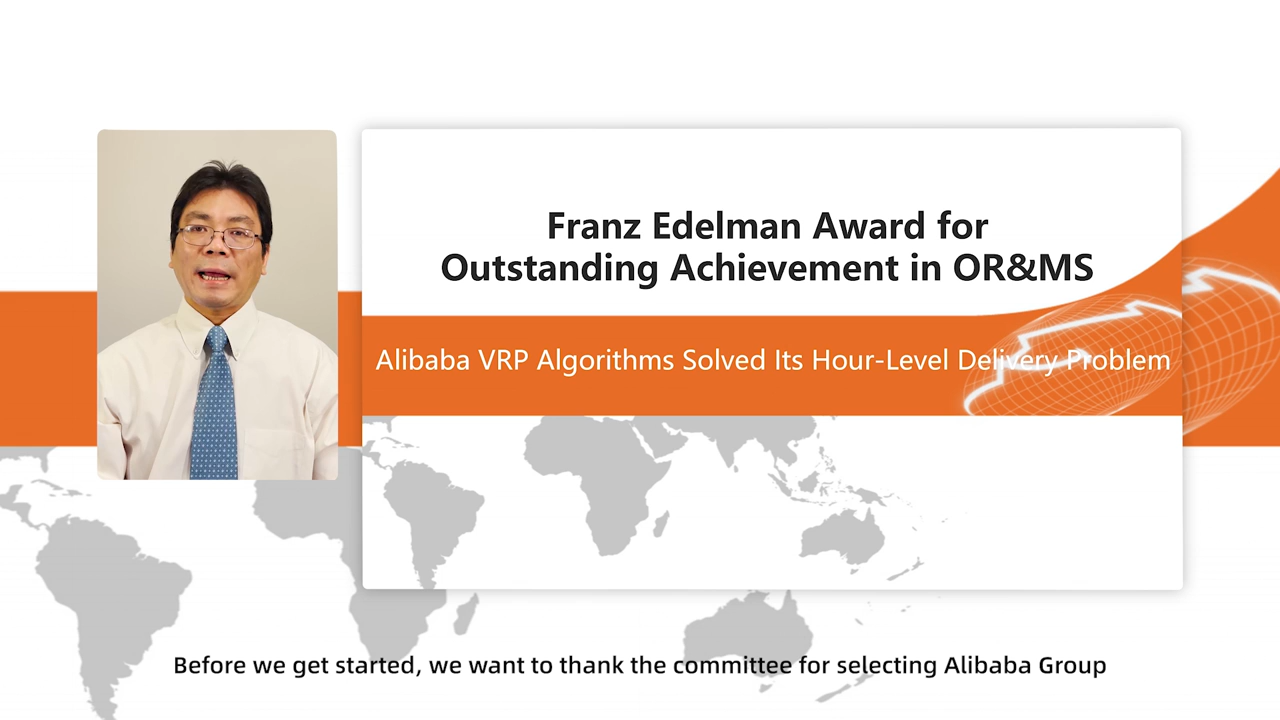 Franz Edelman Award for
Outstanding Achievement in OR&MS
Alibaba VRP Algorithms Solved Its Hour-Level Delivery Problem
Before we get started, we want to thank the committee for selecting Alibaba Group